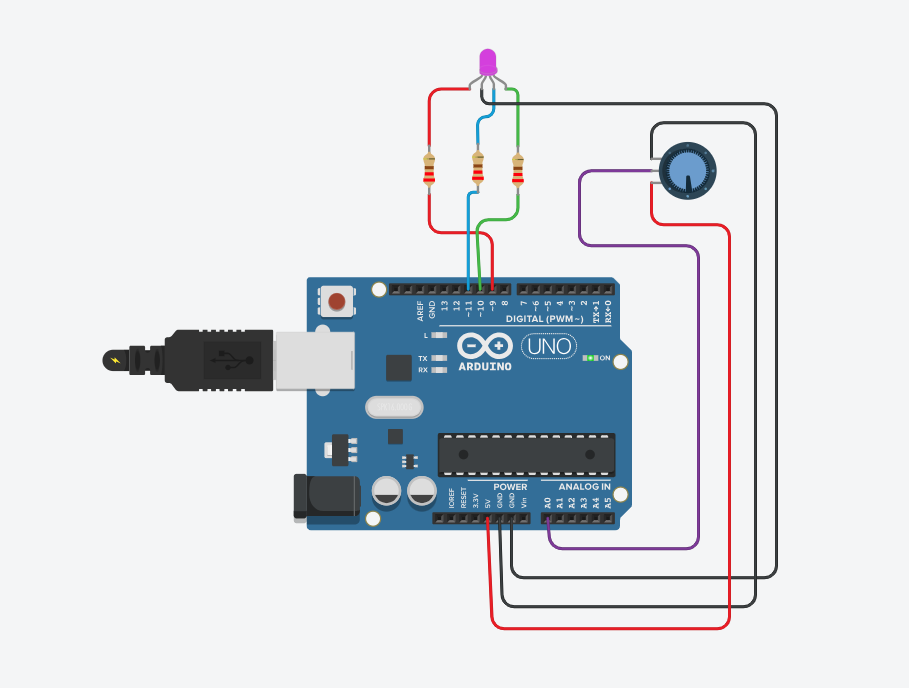 AREF
GND
13
12
~11
~10
~9
8
7
~6
~5
4
~3
2
TX→1
RX←0
DIGITAL (PWM ~)
L
TX
RX
UNO
ARDUINO
ON
POWER
ANALOG IN
IOREF
RESET
3.3V
5V
GND
GND
Vin
A0
A1
A2
A3
A4
A5